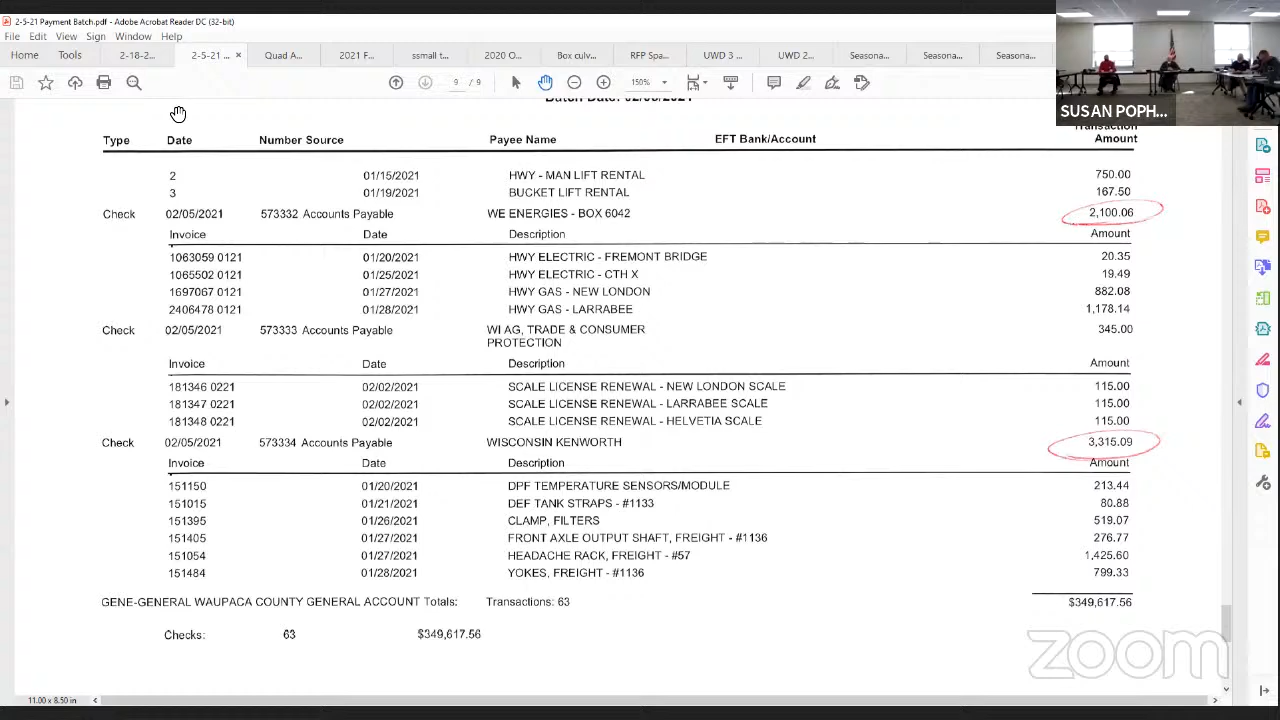 2-5-21 Payment Batch.pdf - Adobe Acrobat Reader DC (32-bit)
File Edit View Sign Window Help
Home Tools 2-18-2... 2-5-21 ... × Quad A... 2021 F... ssmall t... 2020 O... Box culv... RFP Spa... UWD 3... UWD 2... Seasona... Seasona... Seasona...
9 / 9 150%
SUSAN POPH...
Batch Date: 02/05/2021
Type Date Number Source Payee Name EFT Bank/Account Transaction Amount
2 01/15/2021 HWY - MAN LIFT RENTAL 750.00
3 01/19/2021 BUCKET LIFT RENTAL 167.50
Check 02/05/2021 573332 Accounts Payable WE ENERGIES - BOX 6042 2,100.06
Invoice Date Description Amount
1063059 0121 01/20/2021 HWY ELECTRIC - FREMONT BRIDGE 20.35
1065502 0121 01/25/2021 HWY ELECTRIC - CTH X 19.49
1697067 0121 01/27/2021 HWY GAS - NEW LONDON 882.08
2406478 0121 01/28/2021 HWY GAS - LARRABEE 1,178.14
Check 02/05/2021 573333 Accounts Payable WI AG, TRADE & CONSUMER 345.00
PROTECTION
Invoice Date Description Amount
181346 0221 02/02/2021 SCALE LICENSE RENEWAL - NEW LONDON SCALE 115.00
181347 0221 02/02/2021 SCALE LICENSE RENEWAL - LARRABEE SCALE 115.00
181348 0221 02/02/2021 SCALE LICENSE RENEWAL - HELVETIA SCALE 115.00
Check 02/05/2021 573334 Accounts Payable WISCONSIN KENWORTH 3,315.09
Invoice Date Description Amount
151150 01/20/2021 DPF TEMPERATURE SENSORS/MODULE 213.44
151015 01/21/2021 DEF TANK STRAPS - #1133 80.88
151395 01/26/2021 CLAMP, FILTERS 519.07
151405 01/27/2021 FRONT AXLE OUTPUT SHAFT, FREIGHT - #1136 276.77
151054 01/27/2021 HEADACHE RACK, FREIGHT - #57 1,425.60
151484 01/28/2021 YOKES, FREIGHT - #1136 799.33
GENE-GENERAL WAUPACA COUNTY GENERAL ACCOUNT Totals: Transactions: 63 $349,617.56
Checks: 63 $349,617.56
zoom
11.00 x 8.50 in